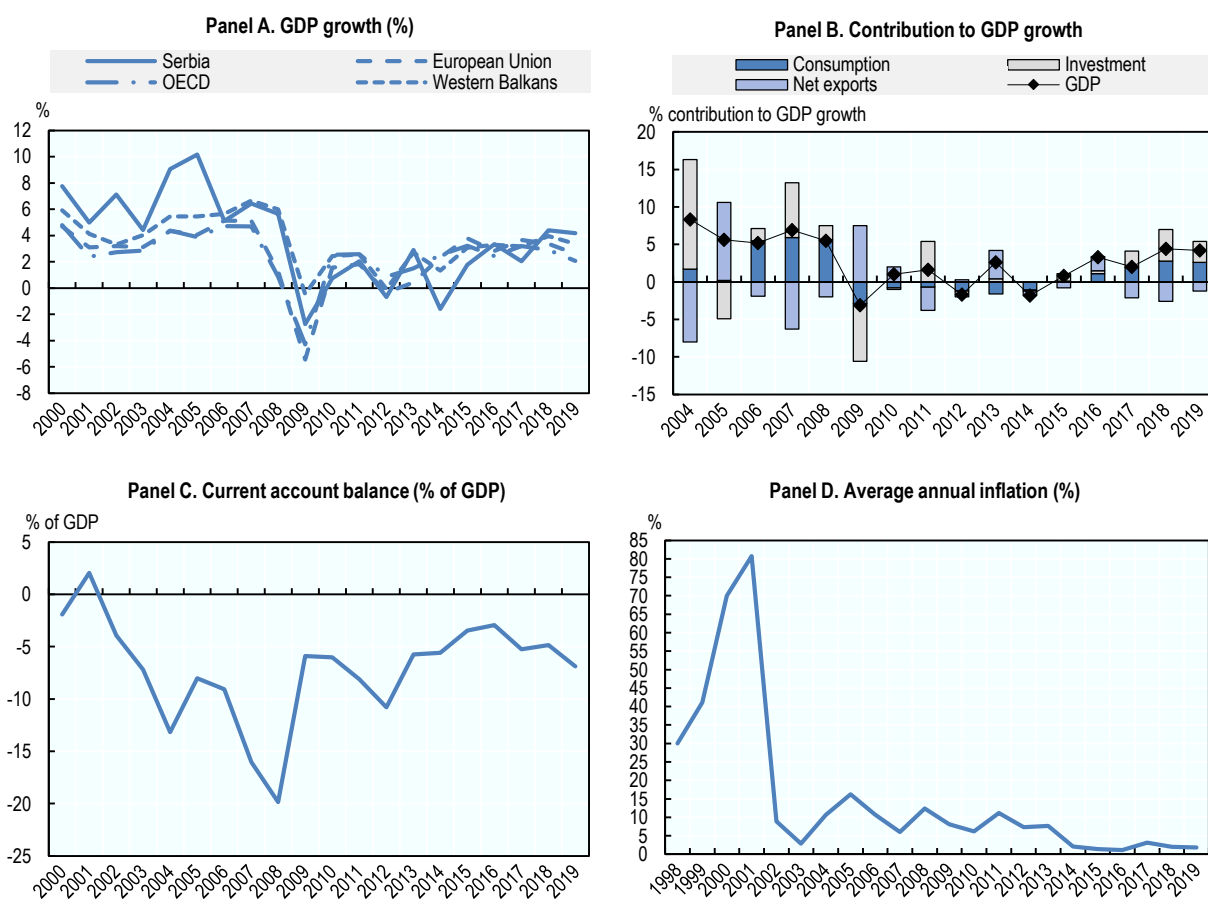 Panel A. GDP growth (%)
Serbia
European Union
OECD
Western Balkans
%
12
10
8
6
4
2
0
-2
-4
-6
-8
2000 2001 2002 2003 2004 2005 2006 2007 2008 2009 2010 2011 2012 2013 2014 2015 2016 2017 2018 2019
Panel B. Contribution to GDP growth
Consumption
Investment
Net exports
GDP
% contribution to GDP growth
20
15
10
5
0
-5
-10
-15
2004 2005 2006 2007 2008 2009 2010 2011 2012 2013 2014 2015 2016 2017 2018 2019
Panel C. Current account balance (% of GDP)
% of GDP
5
0
-5
-10
-15
-20
-25
2000 2001 2002 2003 2004 2005 2006 2007 2008 2009 2010 2011 2012 2013 2014 2015 2016 2017 2018 2019
Panel D. Average annual inflation (%)
%
85
80
75
70
65
60
55
50
45
40
35
30
25
20
15
10
5
0
1998 1999 2000 2001 2002 2003 2004 2005 2006 2007 2008 2009 2010 2011 2012 2013 2014 2015 2016 2017 2018 2019